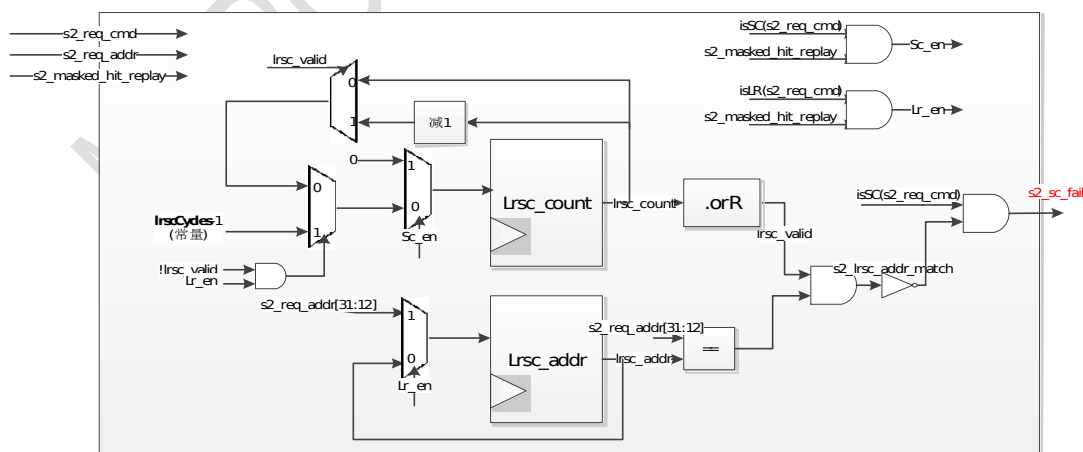 s2_req_cmd
s2_req_addr
s2_masked_hit_replay
isSC(s2_req_cmd)
s2_masked_hit_replay
Sc_en
isLR(s2_req_cmd)
s2_masked_hit_replay
Lr_en
lrsc_valid
0
1
减1
0
1
0
Sc_en
0
1
lrscCycles-1
(常量)
!lrsc_valid
Lr_en
Lrsc_count
lrsc_count
.orR
lrsc_valid
isSC(s2_req_cmd)
s2_sc_fail
s2_lrsc_addr_match
s2_req_addr[31:12]
1
0
Lr_en
Lrsc_addr
s2_req_addr[31:12]
lrsc_addr
==